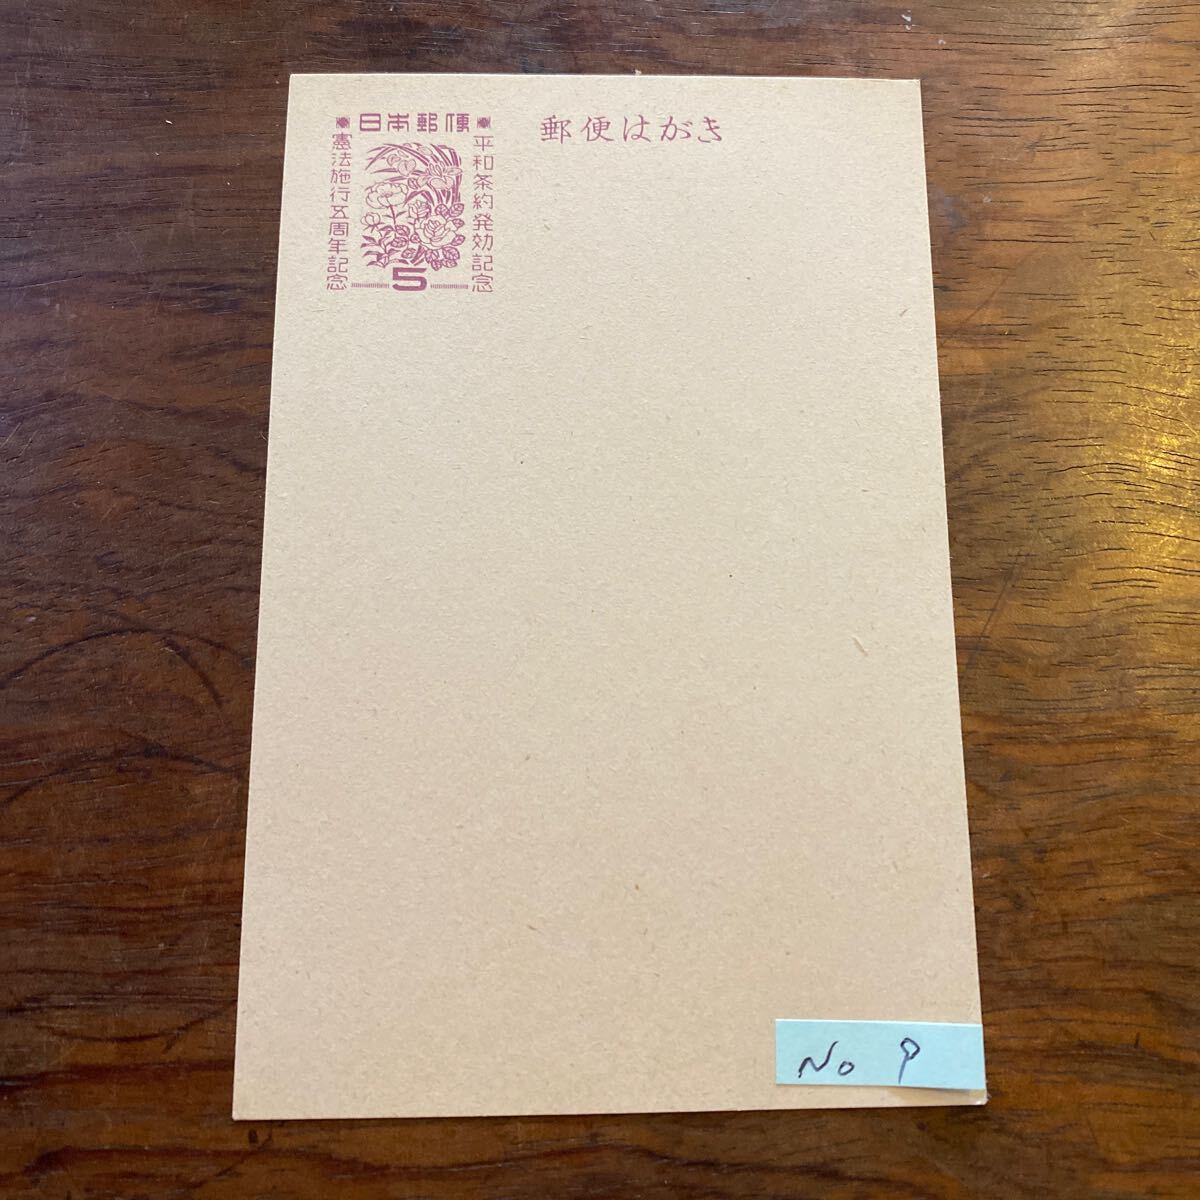 日本郵便
郵便はがき
平和条約発効記念
憲法施行五周年記念
5
No 9